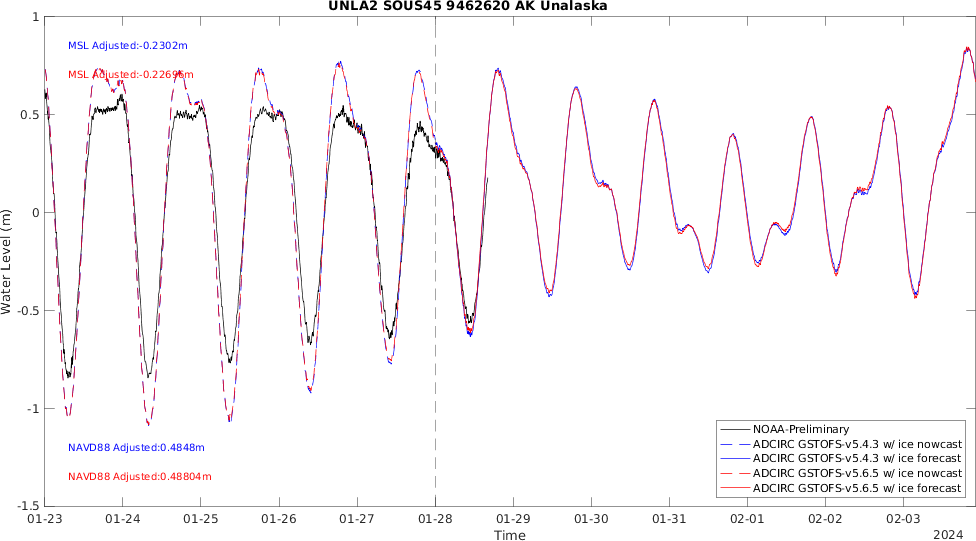 UNLA2 SOUS45 9462620 AK Unalaska
1
MSL Adjusted:-0.2302m
MSL Adjusted:-0.22696m
0.5
0
Water Level (m)
-0.5
-1
NAVD88 Adjusted:0.4848m
NAVD88 Adjusted:0.48804m
NOAA-Preliminary
ADCIRC GSTOFS-v5.4.3 w/ ice nowcast
ADCIRC GSTOFS-v5.4.3 w/ ice forecast
ADCIRC GSTOFS-v5.6.5 w/ ice nowcast
ADCIRC GSTOFS-v5.6.5 w/ ice forecast
-1.5
01-23 01-24 01-25 01-26 01-27 01-28 01-29 01-30 01-31 02-01 02-02 02-03
Time
2024